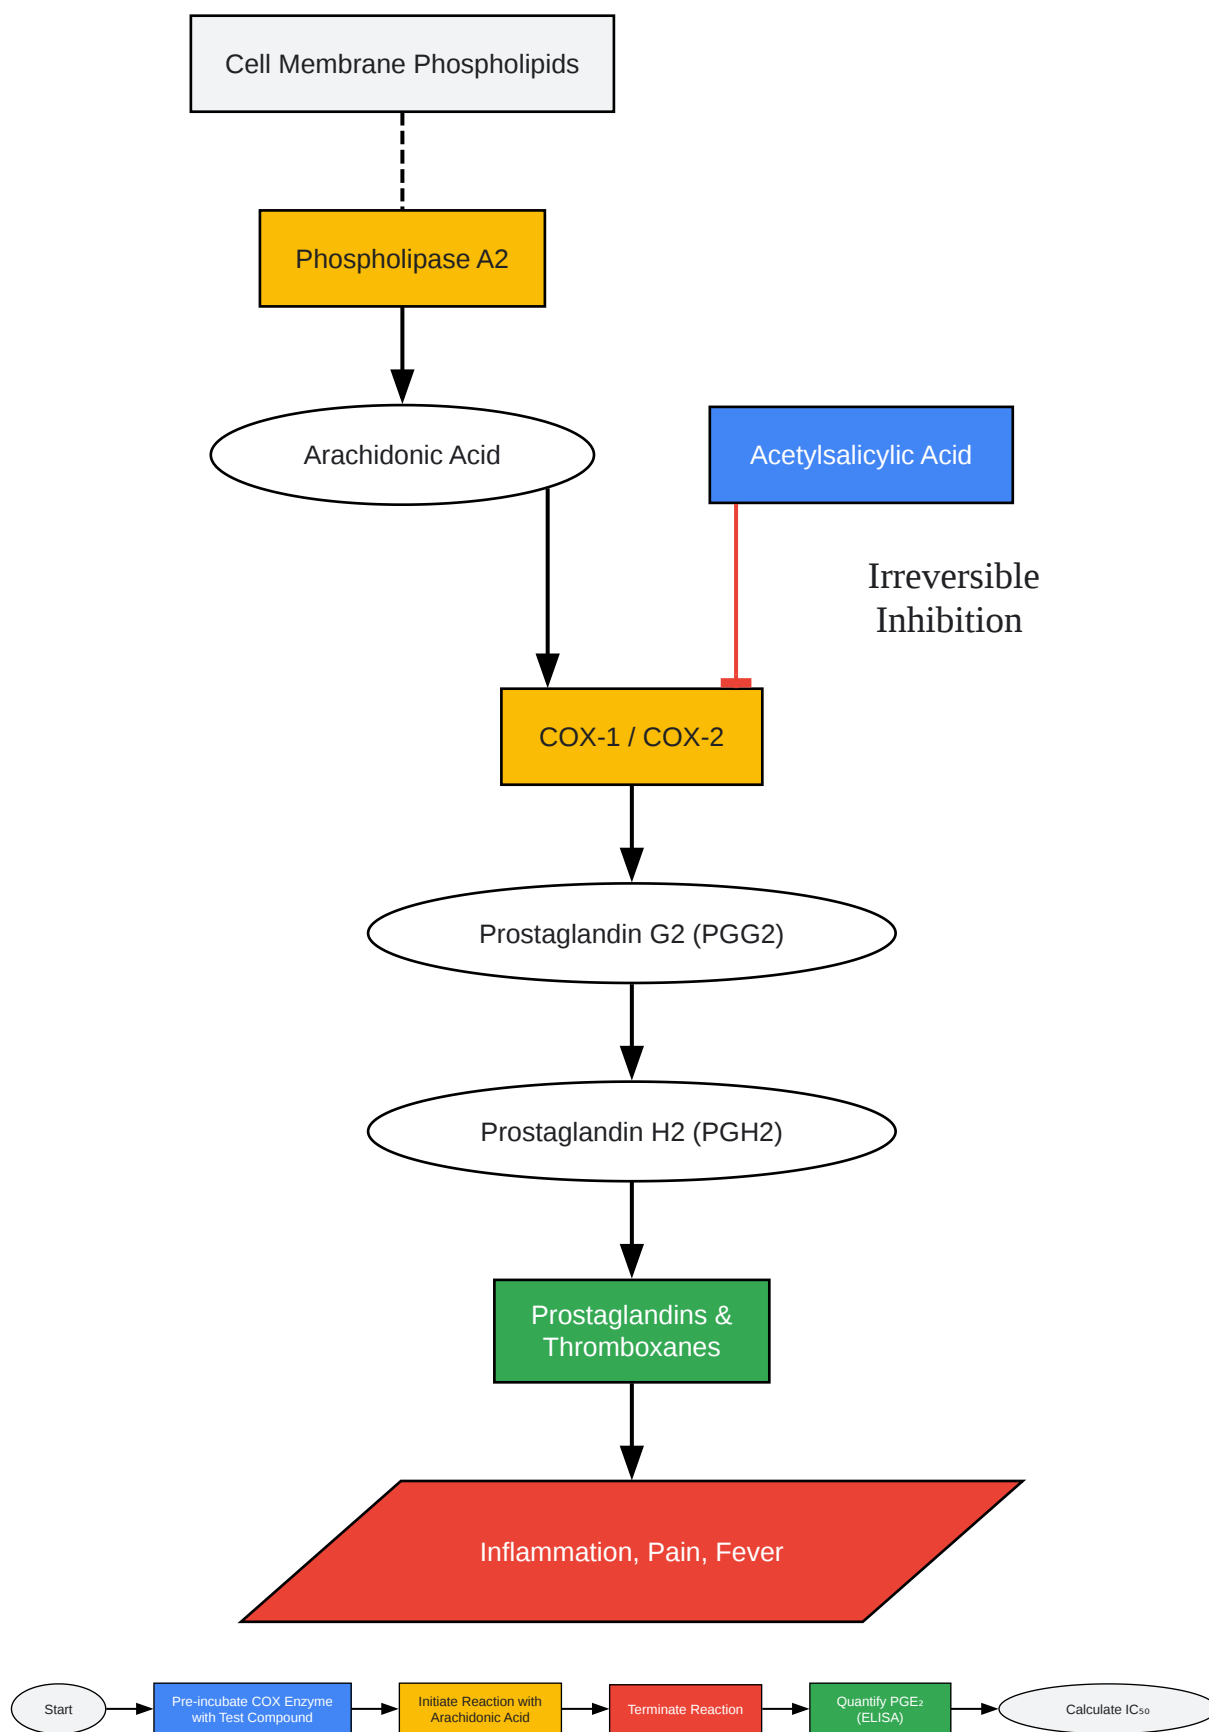 Cell Membrane Phospholipids
Phospholipase A2
Arachidonic Acid
Acetylsalicylic Acid
Irreversible
Inhibition
COX-1 / COX-2
Prostaglandin G2 (PGG2)
Prostaglandin H2 (PGH2)
Prostaglandins &
Thromboxanes
Inflammation, Pain, Fever
Start
Pre-incubate COX Enzyme
with Test Compound
Initiate Reaction with
Arachidonic Acid
Terminate Reaction
Quantify PGE₂
(ELISA)
Calculate IC₅₀